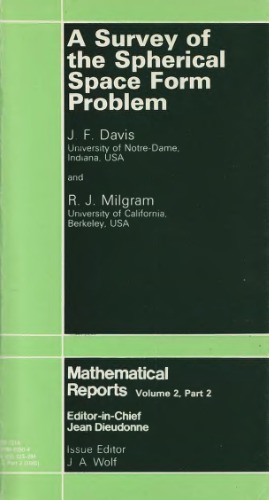 A Survey of
the Spherical
Space Form
Problem
J. F. Davis
University of Notre-Dame,
Indiana, USA
and
R. J. Milgram
University of California,
Berkeley, USA
Mathematical
Reports Volume 2, Part 2
Editor-in-Chief
Jean Dieudonne
Issue Editor
J A Wolf